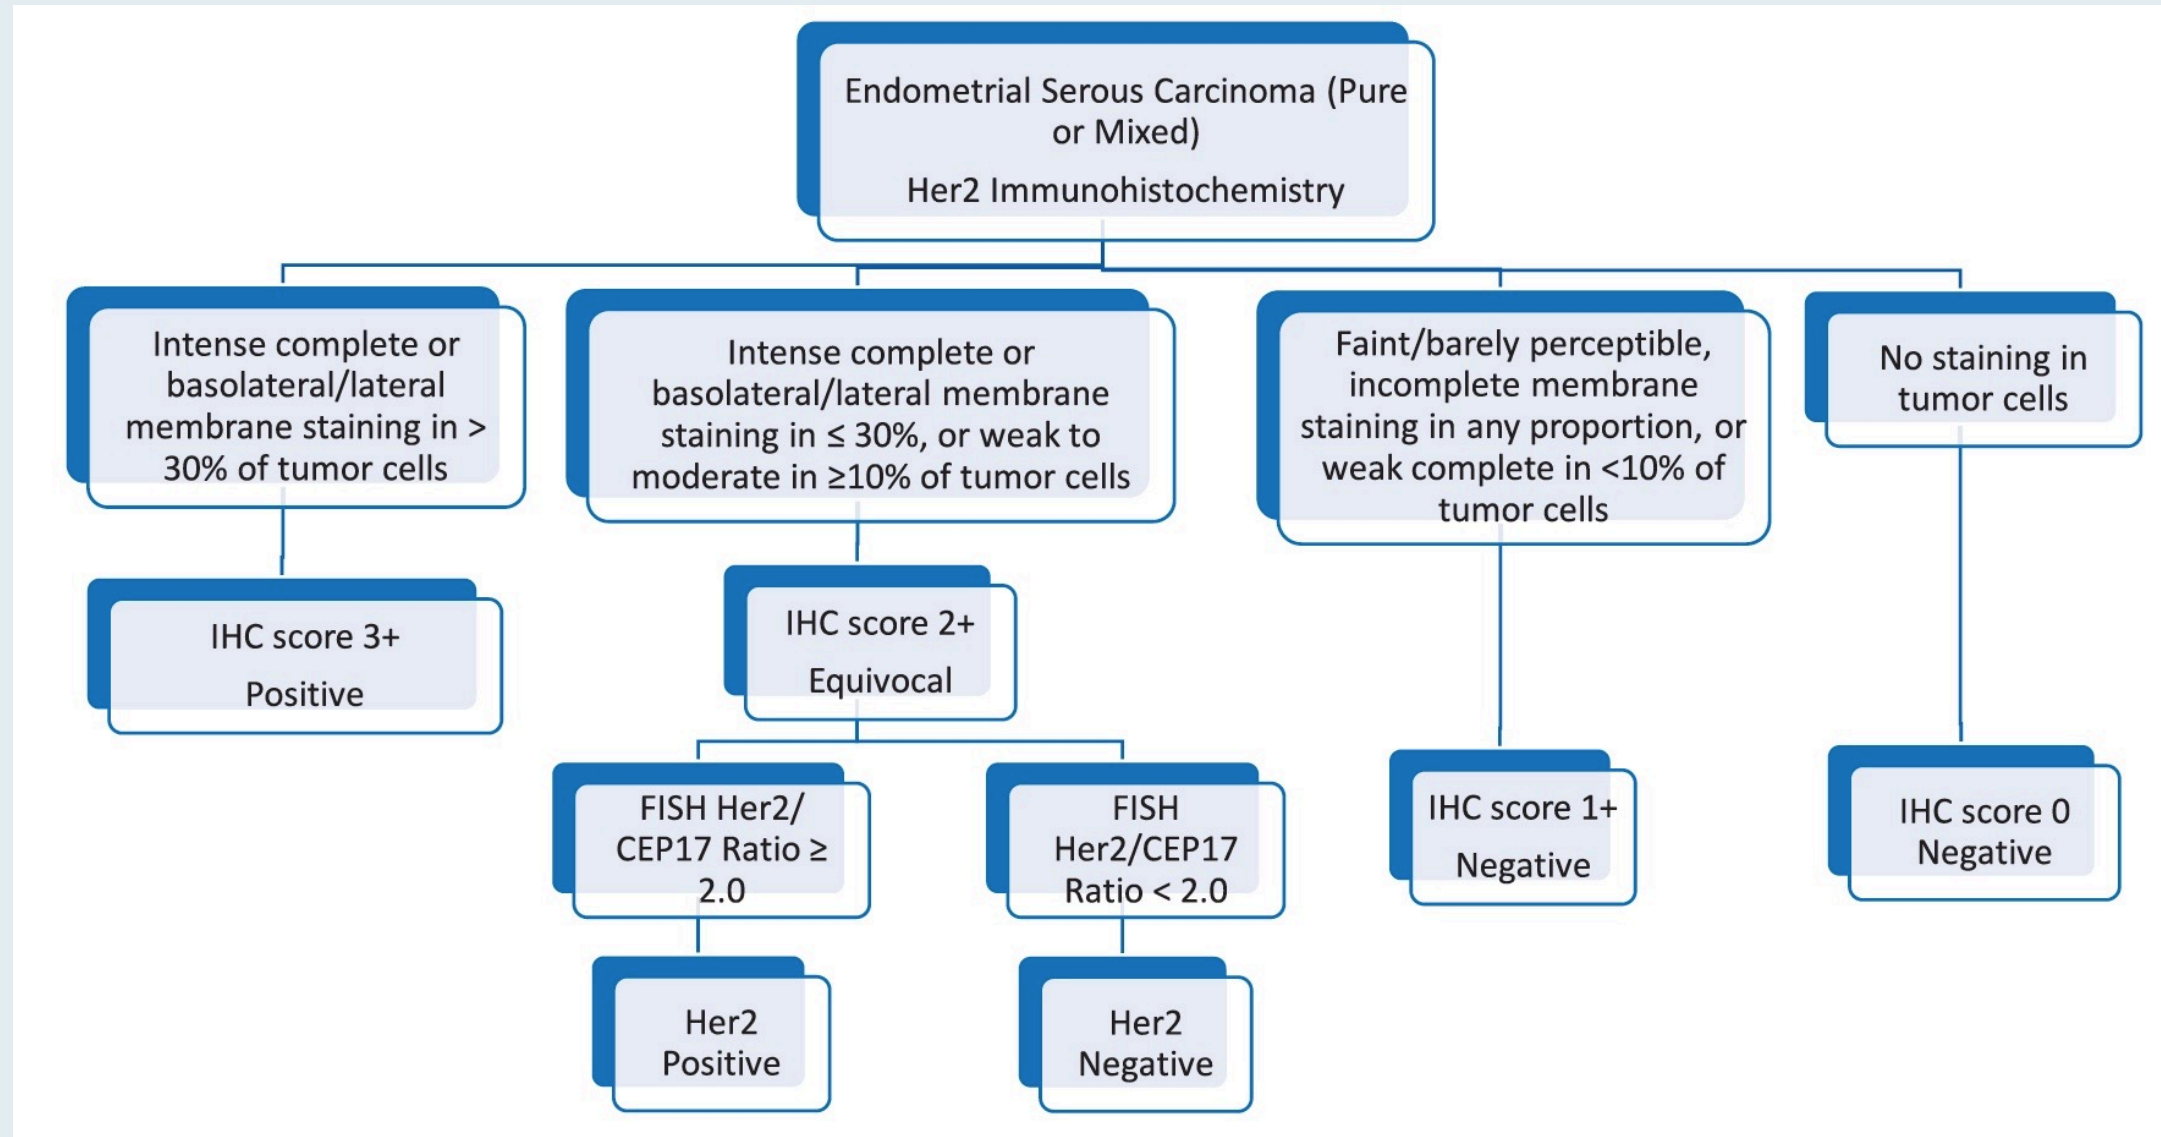 Endometrial Serous Carcinoma (Pure
or Mixed)
Her2 Immunohistochemistry
Intense complete or
basolateral/lateral
membrane staining in >
30% of tumor cells
Intense complete or
basolateral/lateral membrane
staining in ≤ 30%, or weak to
moderate in ≥10% of tumor cells
Faint/barely perceptible,
incomplete membrane
staining in any proportion, or
weak complete in <10% of
tumor cells
No staining in
tumor cells
IHC score 3+
Positive
IHC score 2+
Equivocal
FISH Her2/
CEP17 Ratio ≥
2.0
FISH
Her2/CEP17
Ratio < 2.0
IHC score 1+
Negative
IHC score 0
Negative
Her2
Positive
Her2
Negative